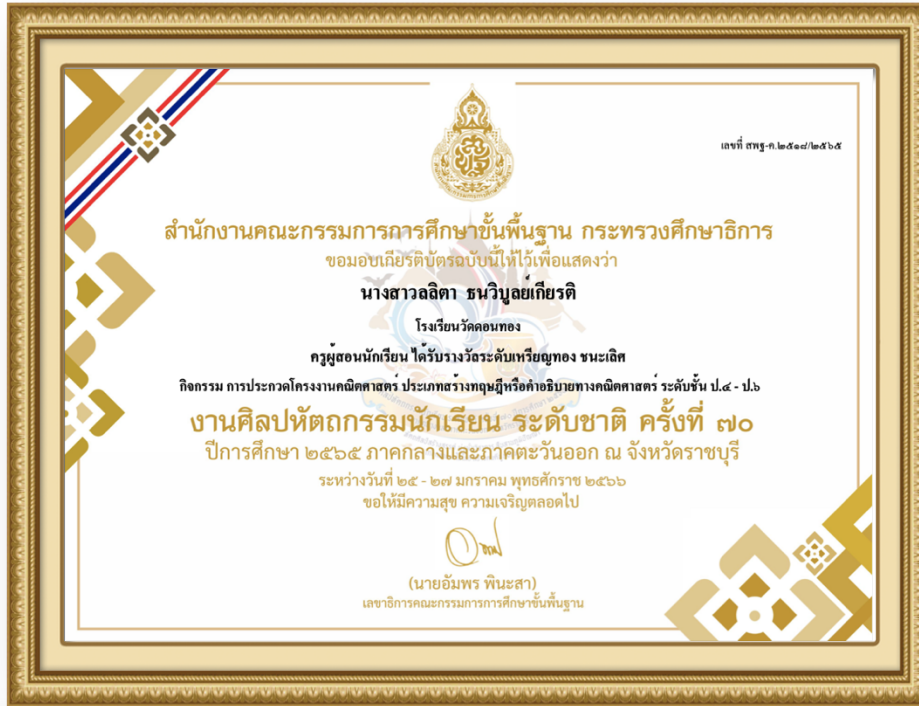 เลขที่ สพฐ-ค.๒๕๑๘/๒๕๖๕
สำนักงานคณะกรรมการการศึกษาขั้นพื้นฐาน กระทรวงศึกษาธิการ
ขอมอบเกียรติบัตรฉบับนี้ให้ไว้เพื่อแสดงว่า
นางสาวลลิตา ธนวิบูลย์เกียรติ
โรงเรียนวัดดอนทอง
ครูผู้สอนนักเรียน ได้รับรางวัลระดับเหรียญทอง ชนะเลิศ
กิจกรรม การประกวดโครงงานคณิตศาสตร์ ประเภทสร้างทฤษฎีหรือคำอธิบายทางคณิตศาสตร์ ระดับชั้น ป.๔ - ป.๖
งานศิลปหัตถกรรมนักเรียน ระดับชาติ ครั้งที่ ๗๐
ปีการศึกษา ๒๕๖๕ ภาคกลางและภาคตะวันออก ณ จังหวัดราชบุรี
ระหว่างวันที่ ๒๕ - ๒๗ มกราคม พุทธศักราช ๒๕๖๖
ขอให้มีความสุข ความเจริญตลอดไป
(นายอัมพร พินะสา)
เลขาธิการคณะกรรมการการศึกษาขั้นพื้นฐาน